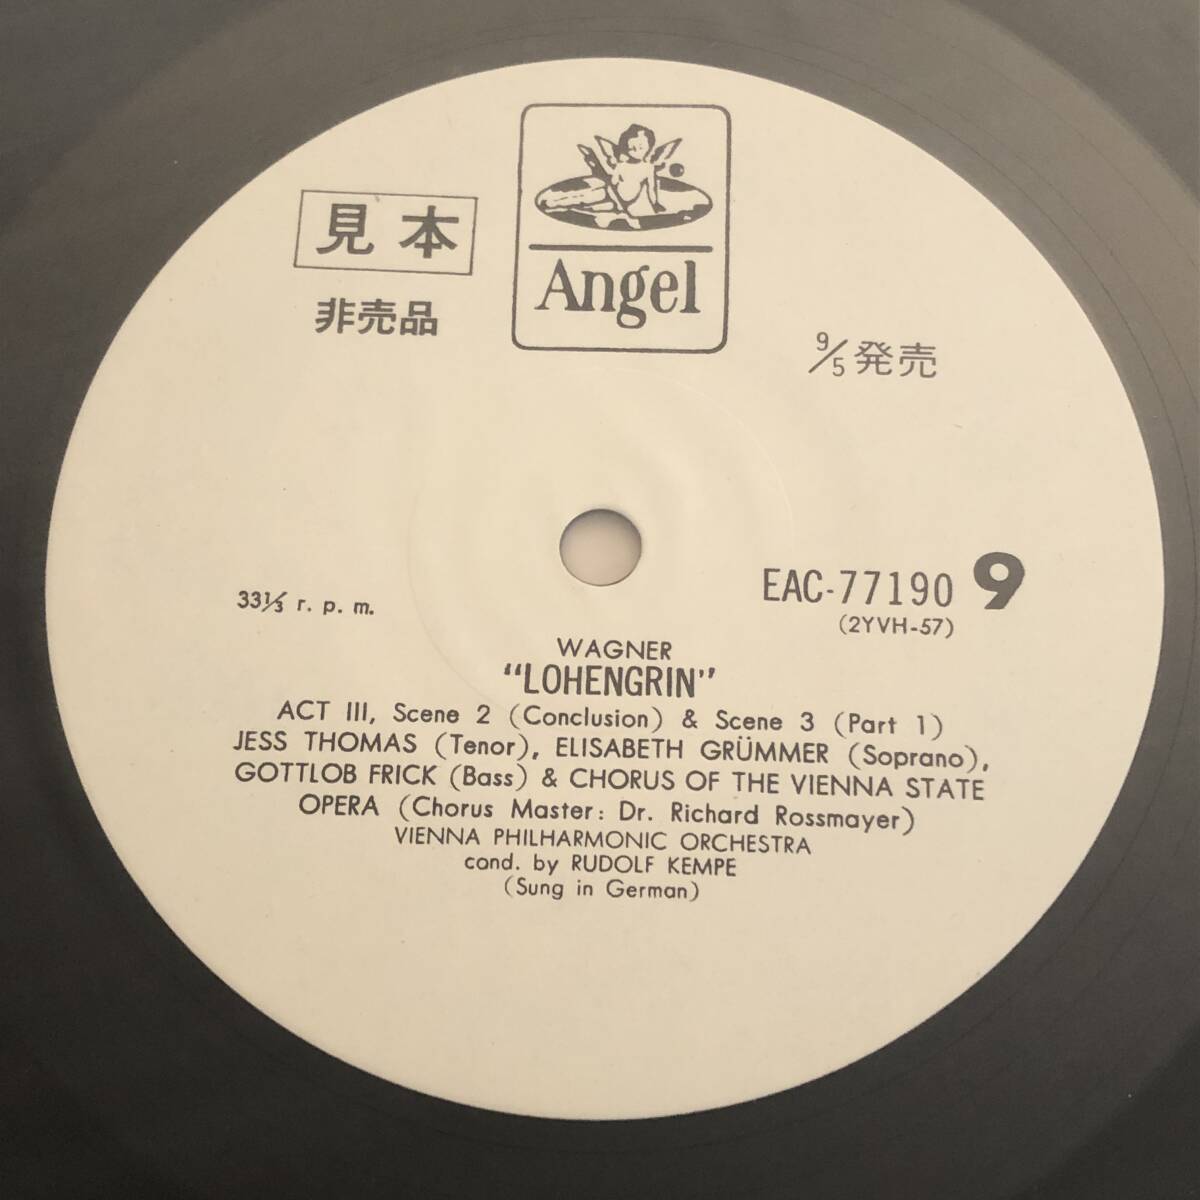 見本
非売品
Angel
9/5発売
EAC-77190 9
(2YVH-57)
33⅓ r. p. m.
WAGNER
"LOHENGRIN"
ACT III, Scene 2 (Conclusion) & Scene 3 (Part 1)
JESS THOMAS (Tenor), ELISABETH GRÜMMER (Soprano),
GOTTLOB FRICK (Bass) & CHORUS OF THE VIENNA STATE
OPERA (Chorus Master: Dr. Richard Rossmayer)
VIENNA PHILHARMONIC ORCHESTRA
cond. by RUDOLF KEMPE
(Sung in German)